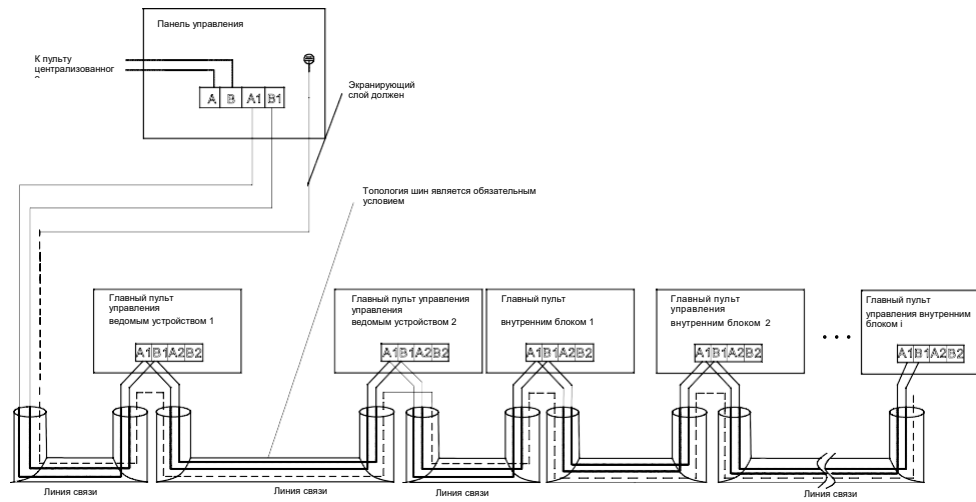 Панель управления
К пульту
централизованног
Экранирующий
слой должен
A B A1 B1
Топология шин является обязательным
условием
Главный пульт
управления
ведомым устройством 1
A1B1A2B2
Главный пульт управления
управления
ведомым устройством 2
A1B1A2B2
Главный пульт
внутренним блоком 1
A1B1A2B2
Главный пульт
управления
внутренним блоком 2
A1B1A2B2
...
Главный пульт
управления внутренним
блоком i
A1B1A2B2
Линия связи
Линия связи
Линия связи
Линия связи